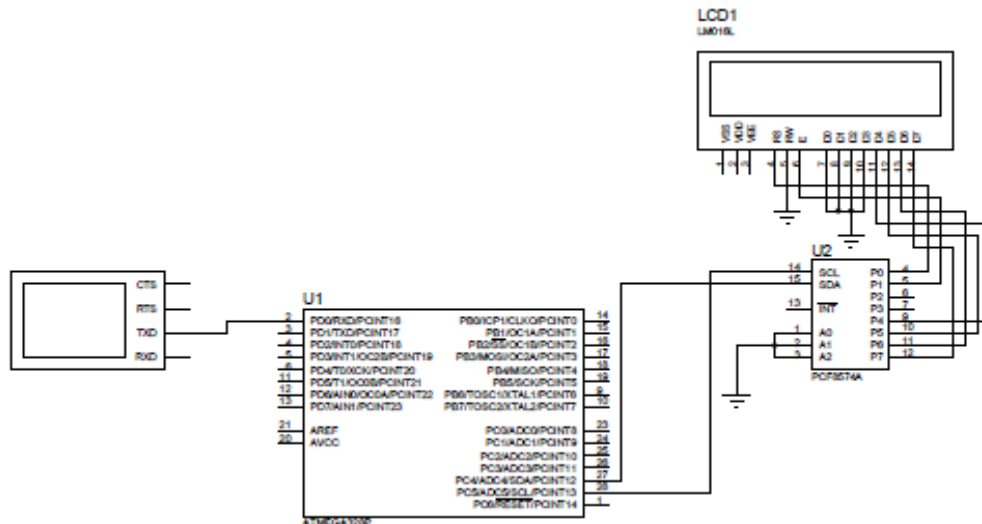 LCD1
LM016L
VSS
VDD
VEE
RS
RW
E
D0
D1
D2
D3
D4
D5
D6
D7
1
2
3
4
5
6
7
8
9
10
11
12
13
14
U2
14 SCL P0 4
15 SDA P1 5
P2 6
13 INT P3 7
P4 9
1 A0 P5 10
2 A1 P6 11
3 A2 P7 12
PCF8574A
CTS
RTS
TXD
RXD
U1
2 PD0/RXD/PCINT16 PB0/ICP1/CLKO/PCINT0 14
3 PD1/TXD/PCINT17 PB1/OC1A/PCINT1 15
4 PD2/INT0/PCINT18 PB2/SS/OC1B/PCINT2 16
5 PD3/INT1/OC2B/PCINT19 PB3/MOSI/OC2A/PCINT3 17
6 PD4/T0/XCK/PCINT20 PB4/MISO/PCINT4 18
11 PD5/T1/OC0B/PCINT21 PB5/SCK/PCINT5 19
12 PD6/AIN0/OC0A/PCINT22 PB6/TOSC1/XTAL1/PCINT6 9
13 PD7/AIN1/PCINT23 PB7/TOSC2/XTAL2/PCINT7 10
21 AREF PC0/ADC0/PCINT8 23
20 AVCC PC1/ADC1/PCINT9 24
PC2/ADC2/PCINT10 25
PC3/ADC3/PCINT11 26
PC4/ADC4/SDA/PCINT12 27
PC5/ADC5/SCL/PCINT13 28
PC6/RESET/PCINT14 1
ATMEGA328P